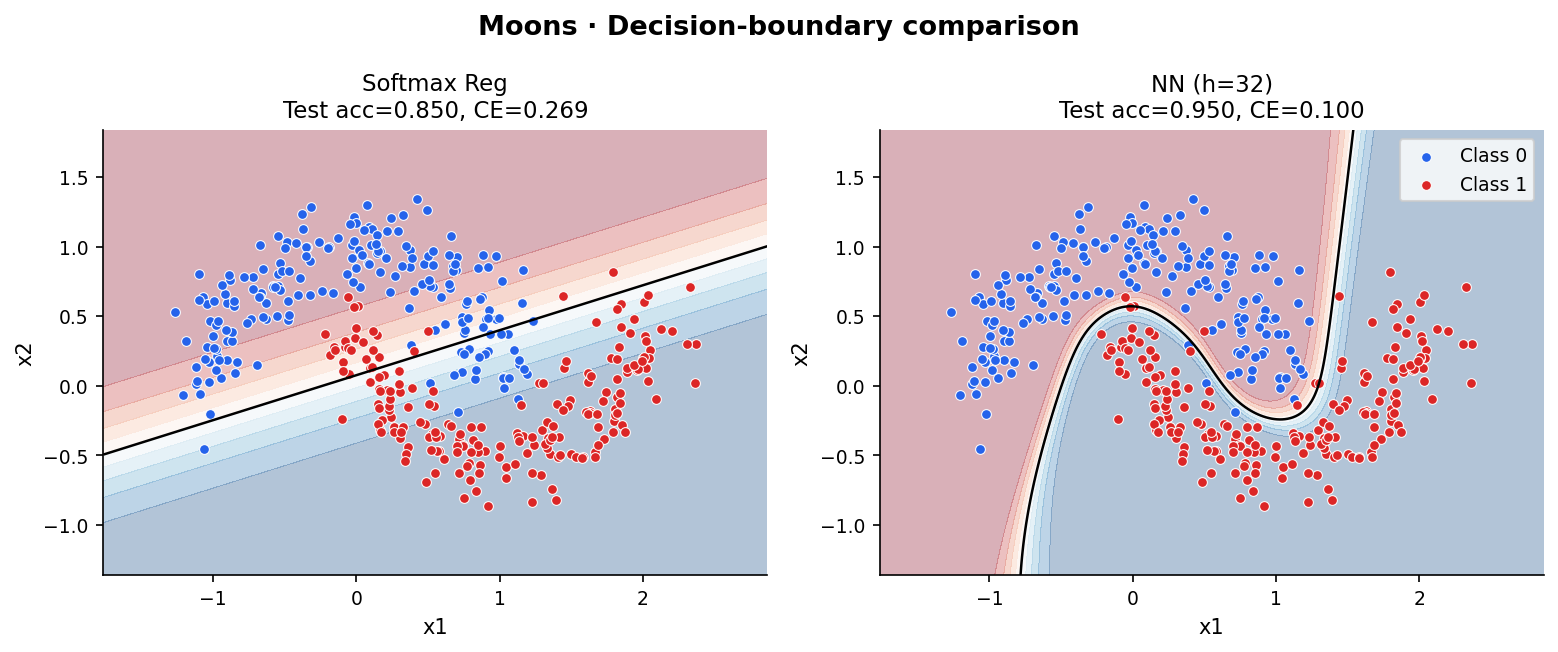 Moons · Decision-boundary comparison
Softmax Reg
Test acc=0.850, CE=0.269
x2
1.5
1.0
0.5
0.0
−0.5
−1.0
−1
0
1
2
x1
NN (h=32)
Test acc=0.950, CE=0.100
Class 0
Class 1
x2
1.5
1.0
0.5
0.0
−0.5
−1.0
−1
0
1
2
x1